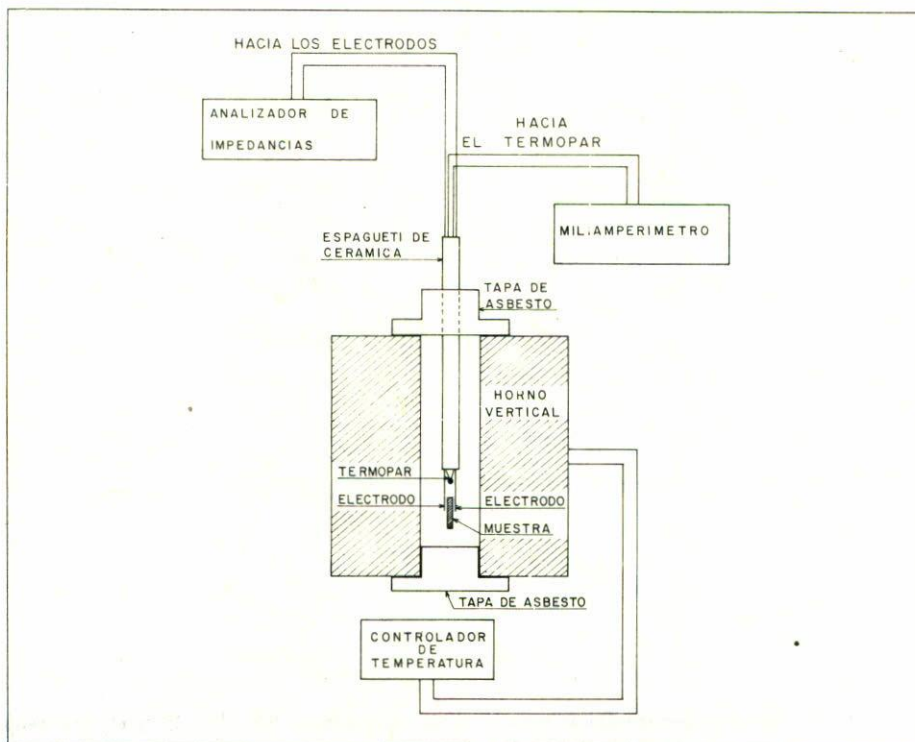 HACIA LOS ELECTRODOS
ANALIZADOR DE
IMPEDANCIAS
HACIA
EL TERMOPAR
MILIAMPERIMETRO
ESPAGUETI DE
CERAMICA
TAPA DE
ASBESTO
HORNO
VERTICAL
TERMOPAR
ELECTRODO
ELECTRODO
MUESTRA
TAPA DE ASBESTO
CONTROLADOR
DE
TEMPERATURA